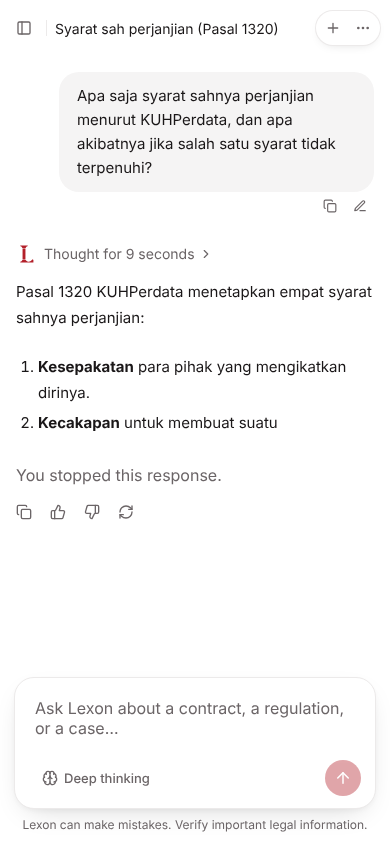 Syarat sah perjanjian (Pasal 1320)
Apa saja syarat sahnya perjanjian
menurut KUHPerdata, dan apa
akibatnya jika salah satu syarat tidak
terpenuhi?
L Thought for 9 seconds
Pasal 1320 KUHPerdata menetapkan empat syarat
sahnya perjanjian:
1. Kesepakatan para pihak yang mengikatkan
dirinya.
2. Kecakapan untuk membuat suatu
You stopped this response.
Ask Lexon about a contract, a regulation,
or a case...
Deep thinking
Lexon can make mistakes. Verify important legal information.